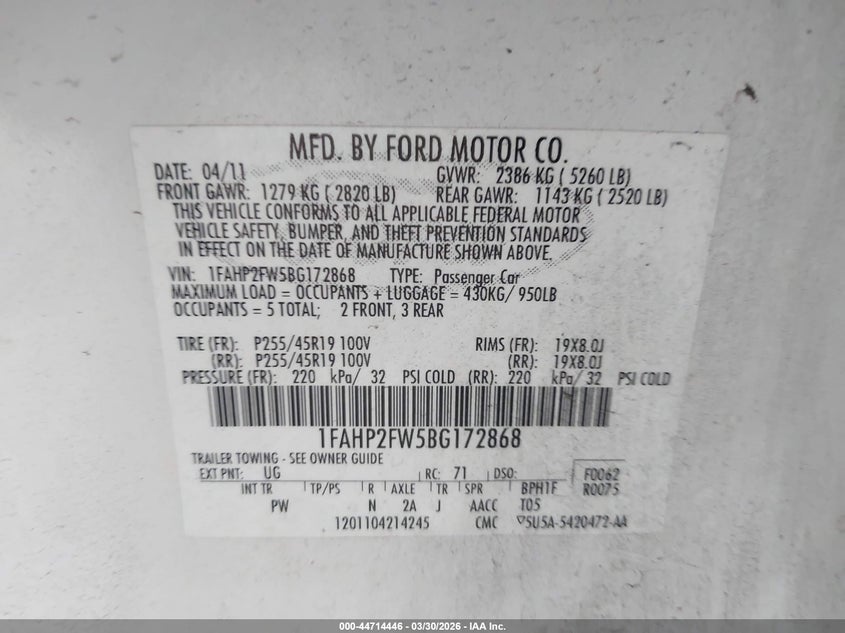 MFD. BY FORD MOTOR CO.
DATE: 04/11 GVWR: 2386 KG ( 5260 LB)
FRONT GAWR: 1279 KG ( 2820 LB) REAR GAWR: 1143 KG ( 2520 LB)
THIS VEHICLE CONFORMS TO ALL APPLICABLE FEDERAL MOTOR
VEHICLE SAFETY, BUMPER, AND THEFT PREVENTION STANDARDS
IN EFFECT ON THE DATE OF MANUFACTURE SHOWN ABOVE.
VIN: 1FAHP2FW5BG172868 TYPE: Passenger Car
MAXIMUM LOAD = OCCUPANTS + LUGGAGE = 430KG/ 950LB
OCCUPANTS = 5 TOTAL; 2 FRONT, 3 REAR
TIRE (FR): P255/45R19 100V RIMS (FR): 19X8.0J
(RR): P255/45R19 100V (RR): 19X8.0J
PRESSURE (FR): 220 kPa/ 32 PSI COLD (RR): 220 kPa/ 32 PSI COLD
1FAHP2FW5BG172868
TRAILER TOWING - SEE OWNER GUIDE
EXT PNT: UG RC: 71 DSO: F0062
INT TR TP/PS R AXLE TR SPR BPH1F R0075
PW N 2A J AACC T05
1201104214245 CMC 5U5A-5420472-AA
000-44714446 - 03/30/2026 - IAA Inc.